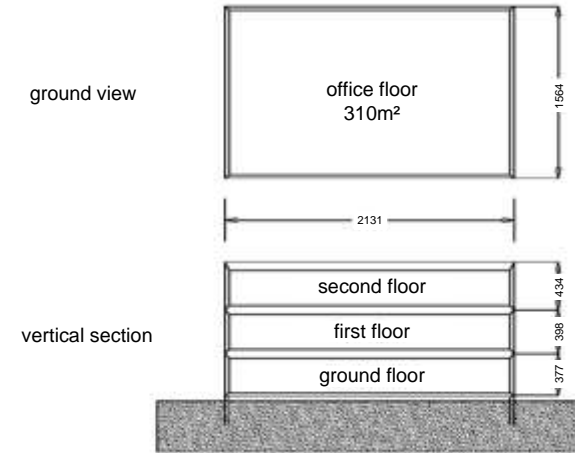 ground view
office floor
310m²
1564
2131
second floor
434
vertical section
first floor
398
ground floor
377